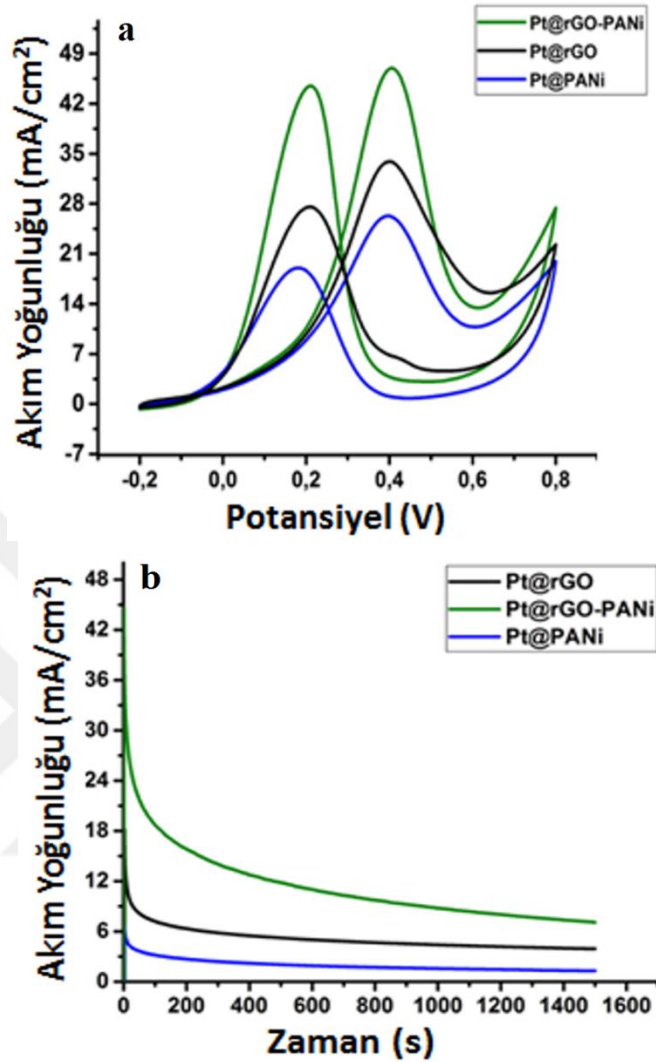 a
Pt@rGO-PANi
Pt@rGO
Pt@PANi
Akım Yoğunluğu (mA/cm²)
49
42
35
28
21
14
7
0
-7
-0,2 0,0 0,2 0,4 0,6 0,8
Potansiyel (V)
b
Pt@rGO
Pt@rGO-PANi
Pt@PANi
Akım Yoğunluğu (mA/cm²)
48
42
36
30
24
18
12
6
0
0 200 400 600 800 1000 1200 1400 1600
Zaman (s)